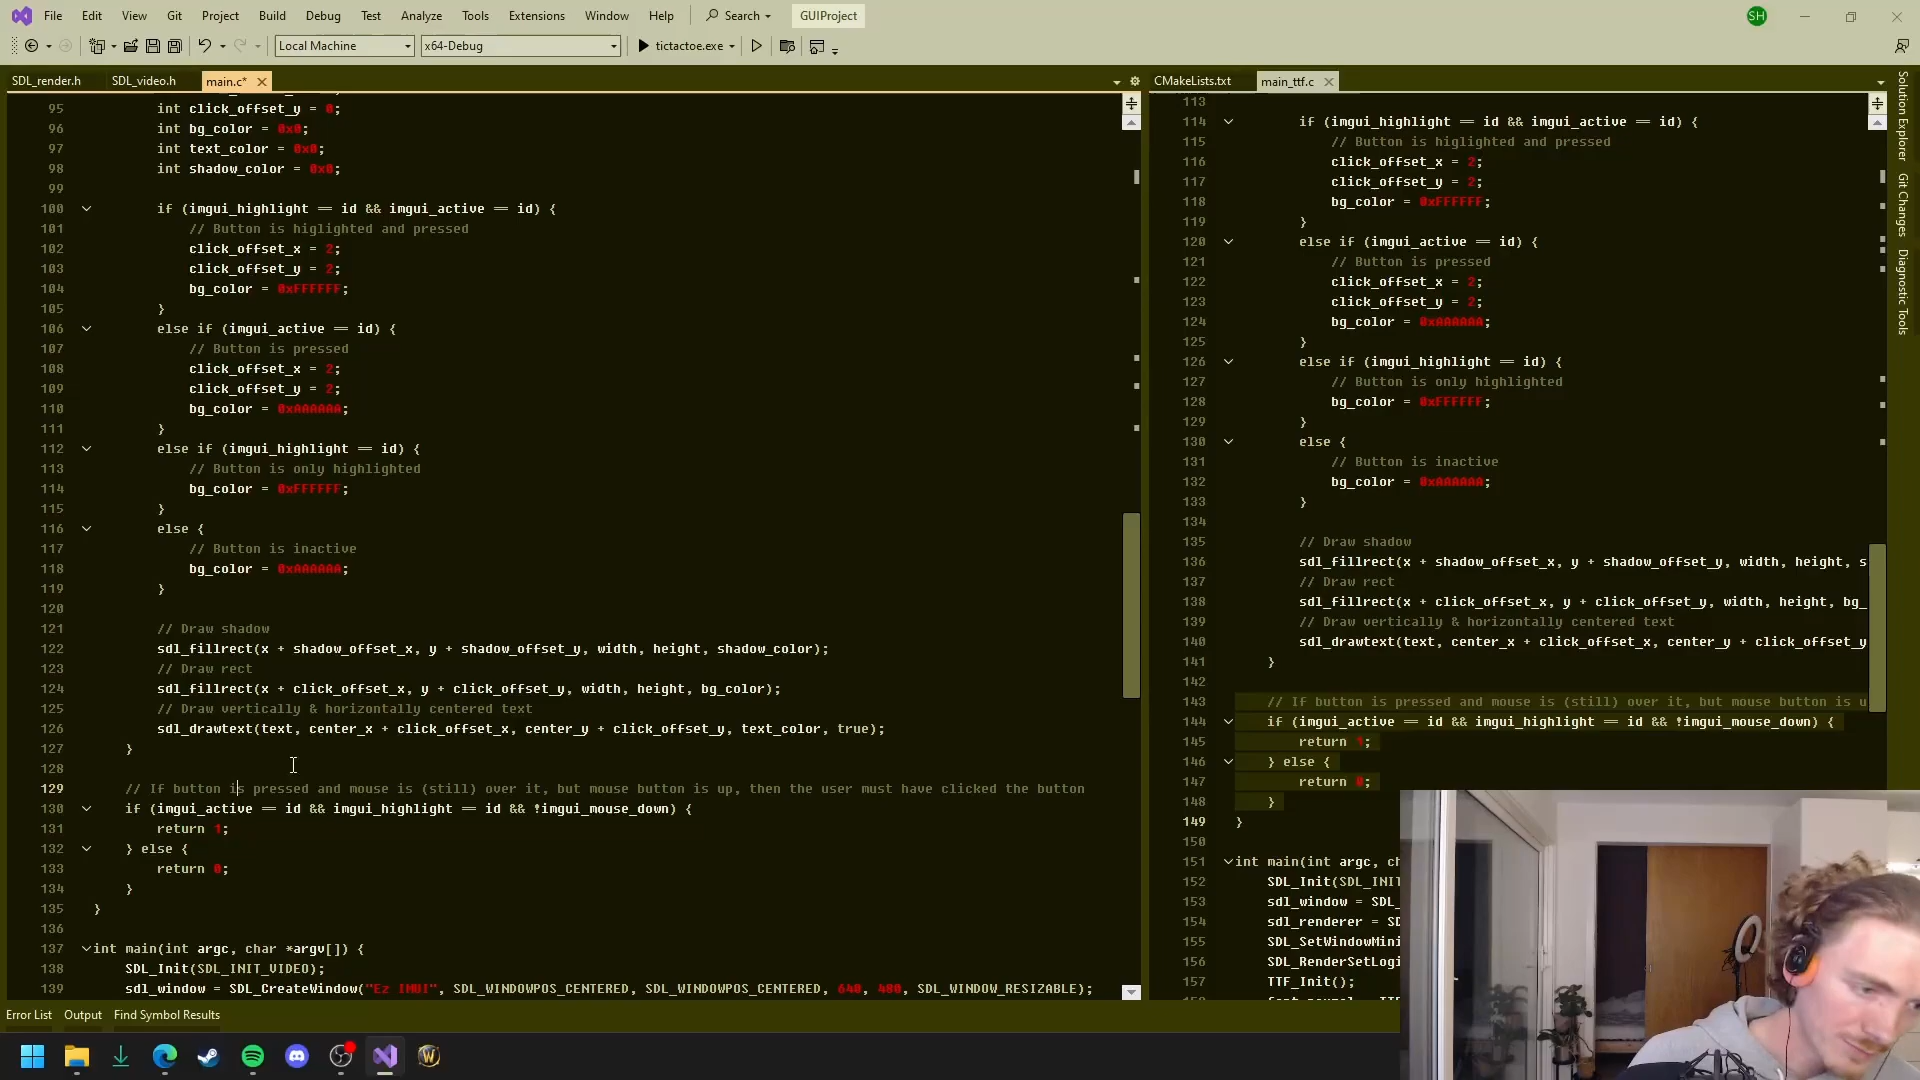 File Edit View Git Project Build Debug Test Analyze Tools Extensions Window Help Search GUIProject SH
Local Machine x64-Debug tictactoe.exe
SDL_render.h SDL_video.h main.c*
95 int click_offset_y = 0;
96 int bg_color = 0x0;
97 int text_color = 0x0;
98 int shadow_color = 0x0;
99
100 if (imgui_highlight == id && imgui_active == id) {
101 // Button is higlighted and pressed
102 click_offset_x = 2;
103 click_offset_y = 2;
104 bg_color = 0xFFFFFF;
105 }
106 else if (imgui_active == id) {
107 // Button is pressed
108 click_offset_x = 2;
109 click_offset_y = 2;
110 bg_color = 0xAAAAAA;
111 }
112 else if (imgui_highlight == id) {
113 // Button is only highlighted
114 bg_color = 0xFFFFFF;
115 }
116 else {
117 // Button is inactive
118 bg_color = 0xAAAAAA;
119 }
120
121 // Draw shadow
122 sdl_fillrect(x + shadow_offset_x, y + shadow_offset_y, width, height, shadow_color);
123 // Draw rect
124 sdl_fillrect(x + click_offset_x, y + click_offset_y, width, height, bg_color);
125 // Draw vertically & horizontally centered text
126 sdl_drawtext(text, center_x + click_offset_x, center_y + click_offset_y, text_color, true);
127 }
128
129 // If button is pressed and mouse is (still) over it, but mouse button is up, then the user must have clicked the button
130 if (imgui_active == id && imgui_highlight == id && !imgui_mouse_down) {
131 return 1;
132 } else {
133 return 0;
134 }
135 }
136
137 int main(int argc, char *argv[]) {
138 SDL_Init(SDL_INIT_VIDEO);
139 sdl_window = SDL_CreateWindow("Ez IMUI", SDL_WINDOWPOS_CENTERED, SDL_WINDOWPOS_CENTERED, 640, 480, SDL_WINDOW_RESIZABLE);
CMakeLists.txt main_ttf.c
113
114 if (imgui_highlight == id && imgui_active == id) {
115 // Button is higlighted and pressed
116 click_offset_x = 2;
117 click_offset_y = 2;
118 bg_color = 0xFFFFFF;
119 }
120 else if (imgui_active == id) {
121 // Button is pressed
122 click_offset_x = 2;
123 click_offset_y = 2;
124 bg_color = 0xAAAAAA;
125 }
126 else if (imgui_highlight == id) {
127 // Button is only highlighted
128 bg_color = 0xFFFFFF;
129 }
130 else {
131 // Button is inactive
132 bg_color = 0xAAAAAA;
133 }
134
135 // Draw shadow
136 sdl_fillrect(x + shadow_offset_x, y + shadow_offset_y, width, height, s
137 // Draw rect
138 sdl_fillrect(x + click_offset_x, y + click_offset_y, width, height, bg_
139 // Draw vertically & horizontally centered text
140 sdl_drawtext(text, center_x + click_offset_x, center_y + click_offset_y
141 }
142
143 // If button is pressed and mouse is (still) over it, but mouse button is u
144 if (imgui_active == id && imgui_highlight == id && !imgui_mouse_down) {
145 return 1;
146 } else {
147 return 0;
148 }
149 }
150
151 int main(int argc, ch
152 SDL_Init(SDL_INIT
153 sdl_window = SDL_
154 sdl_renderer = SD
155 SDL_SetWindowMini
156 SDL_RenderSetLogi
157 TTF_Init();
Solution Explorer
Git Changes
Diagnostic Tools
Error List Output Find Symbol Results